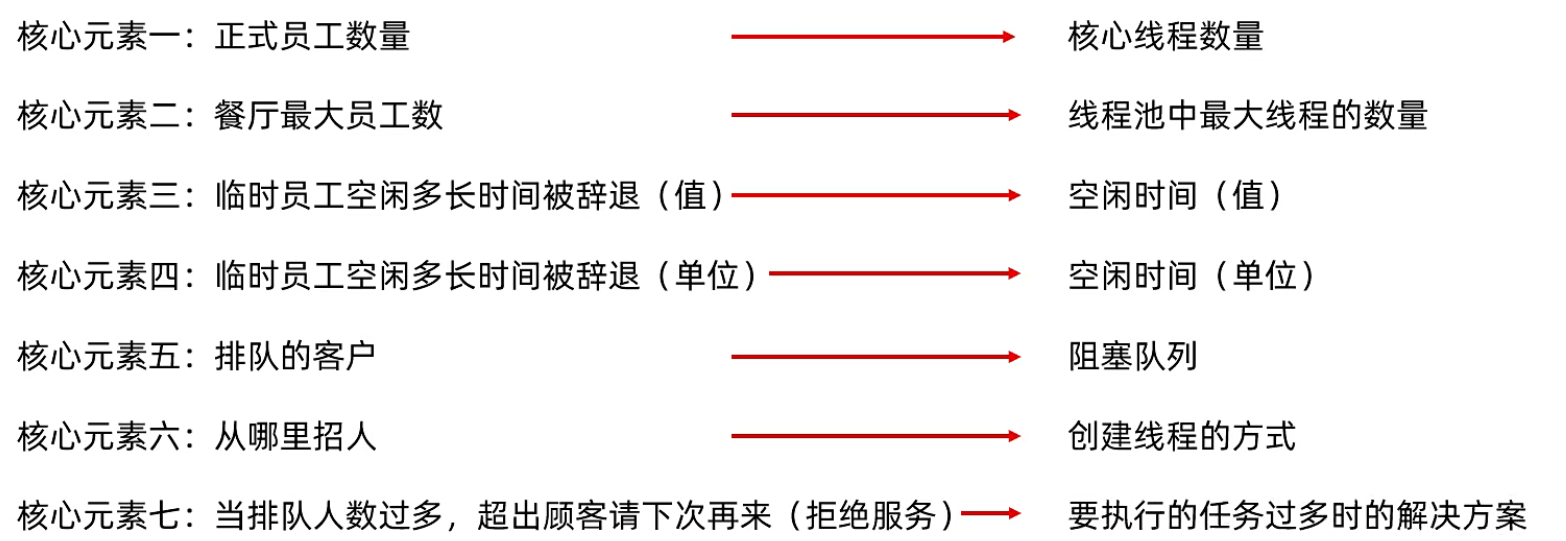 核心元素一：正式员工数量 核心线程数量
核心元素二：餐厅最大员工数 线程池中最大线程的数量
核心元素三：临时员工空闲多长时间被辞退（值） 空闲时间（值）
核心元素四：临时员工空闲多长时间被辞退（单位） 空闲时间（单位）
核心元素五：排队的客户 阻塞队列
核心元素六：从哪里招人 创建线程的方式
核心元素七：当排队人数过多，超出顾客请下次再来（拒绝服务） 要执行的任务过多时的解决方案